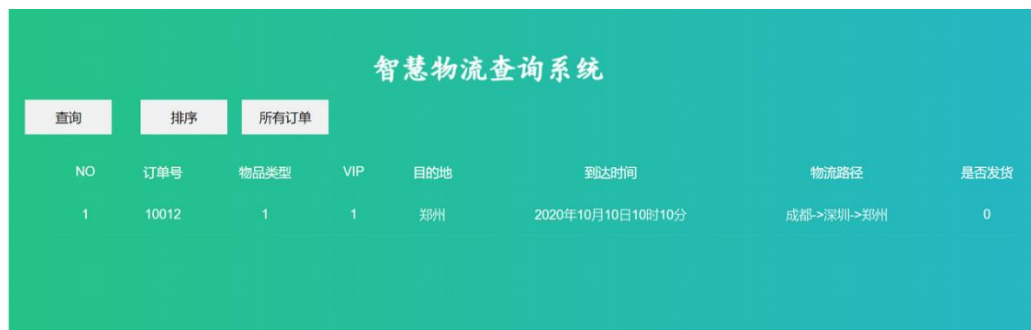 智慧物流查询系统
查询 排序 所有订单
NO 订单号 物品类型 VIP 目的地 到达时间 物流路径 是否发货
1 10012 1 1 郑州 2020年10月10日10时10分 成都->深圳->郑州 0